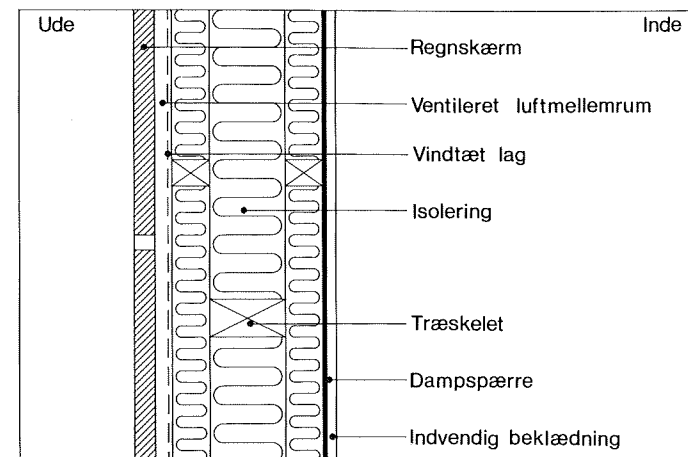 Ude
Inde
Regnskærm
Ventileret luftmellemrum
Vindtæt lag
Isolering
Træskelet
Dampspærre
Indvendig beklædning